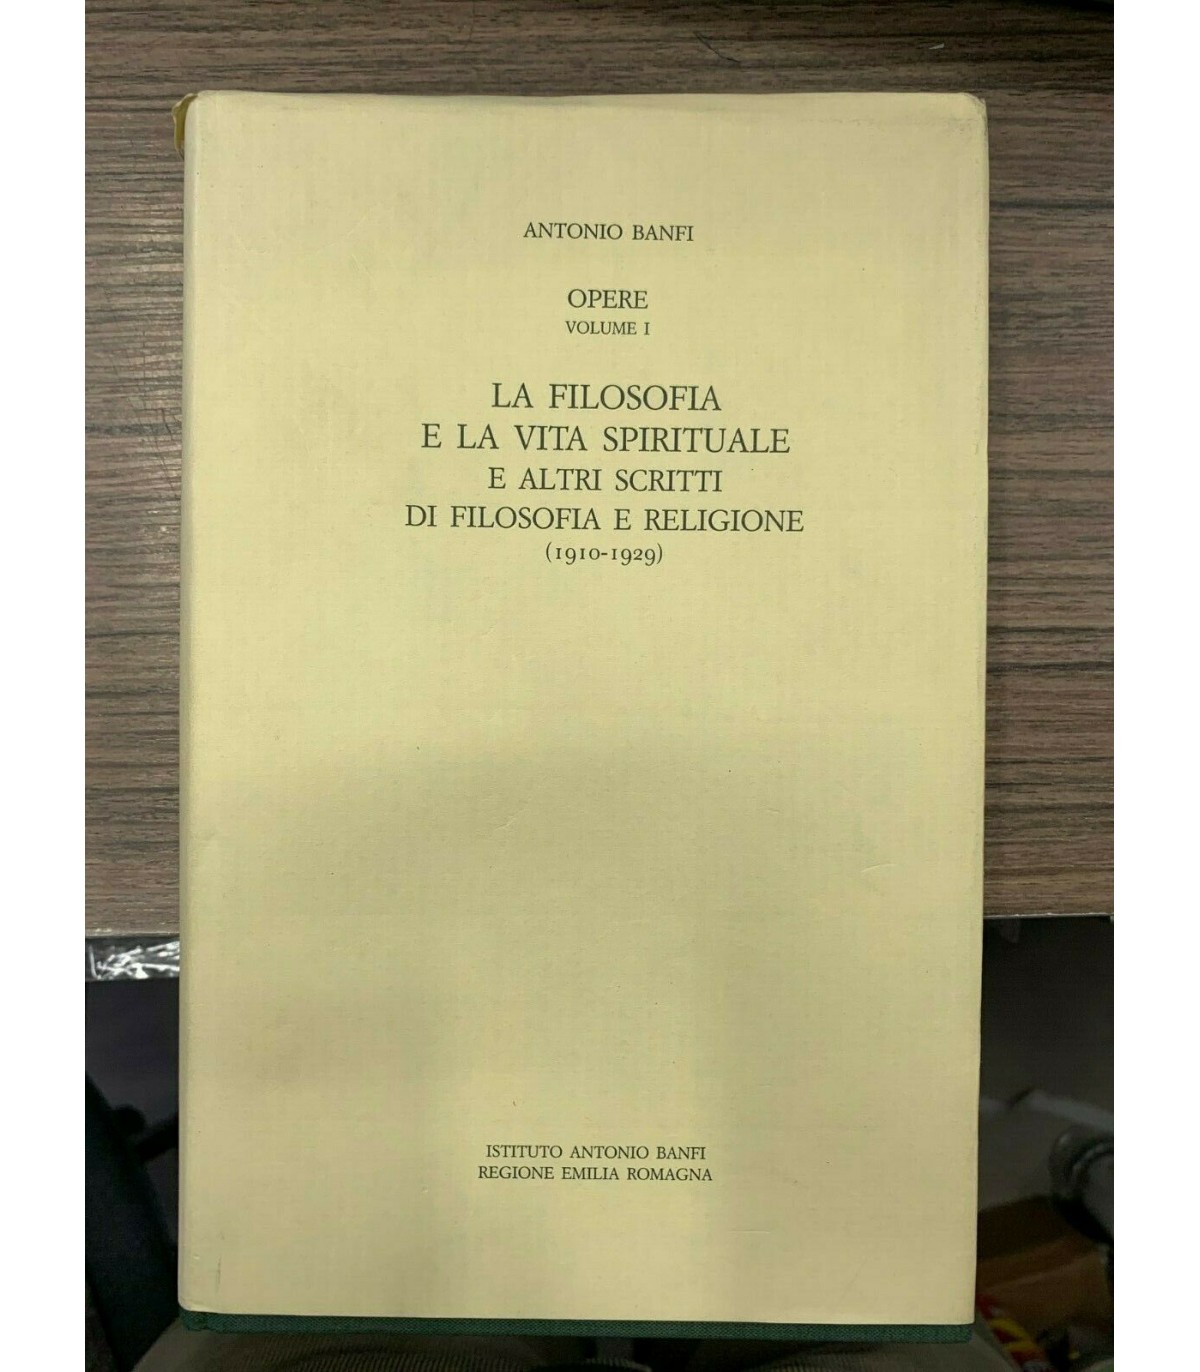 ANTONIO BANFI
OPERE
VOLUME I
LA FILOSOFIA
E LA VITA SPIRITUALE
E ALTRI SCRITTI
DI FILOSOFIA E RELIGIONE
(1910-1929)
ISTITUTO ANTONIO BANFI
REGIONE EMILIA ROMAGNA